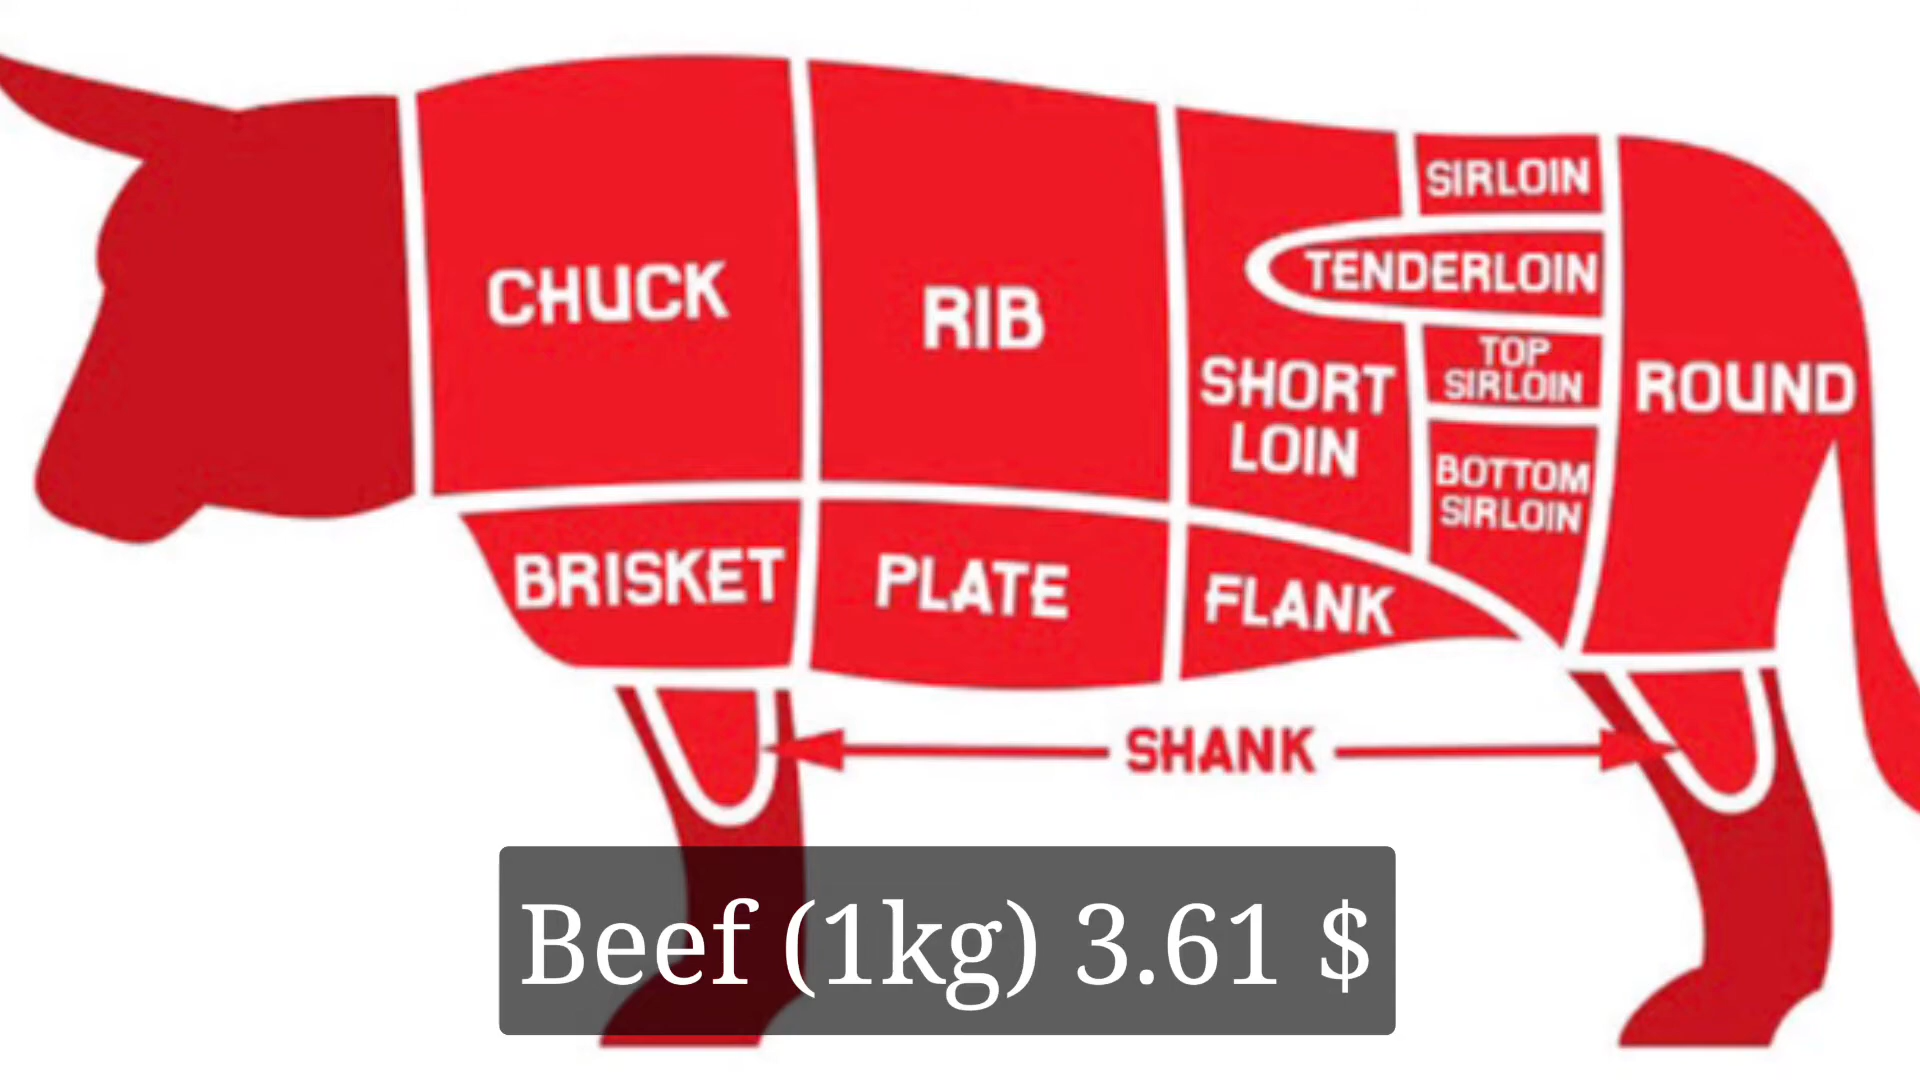 CHUCK
RIB
SHORT
LOIN
SIRLOIN
TENDERLOIN
TOP
SIRLOIN
BOTTOM
SIRLOIN
ROUND
BRISKET
PLATE
FLANK
SHANK
Beef (1kg) 3.61 $